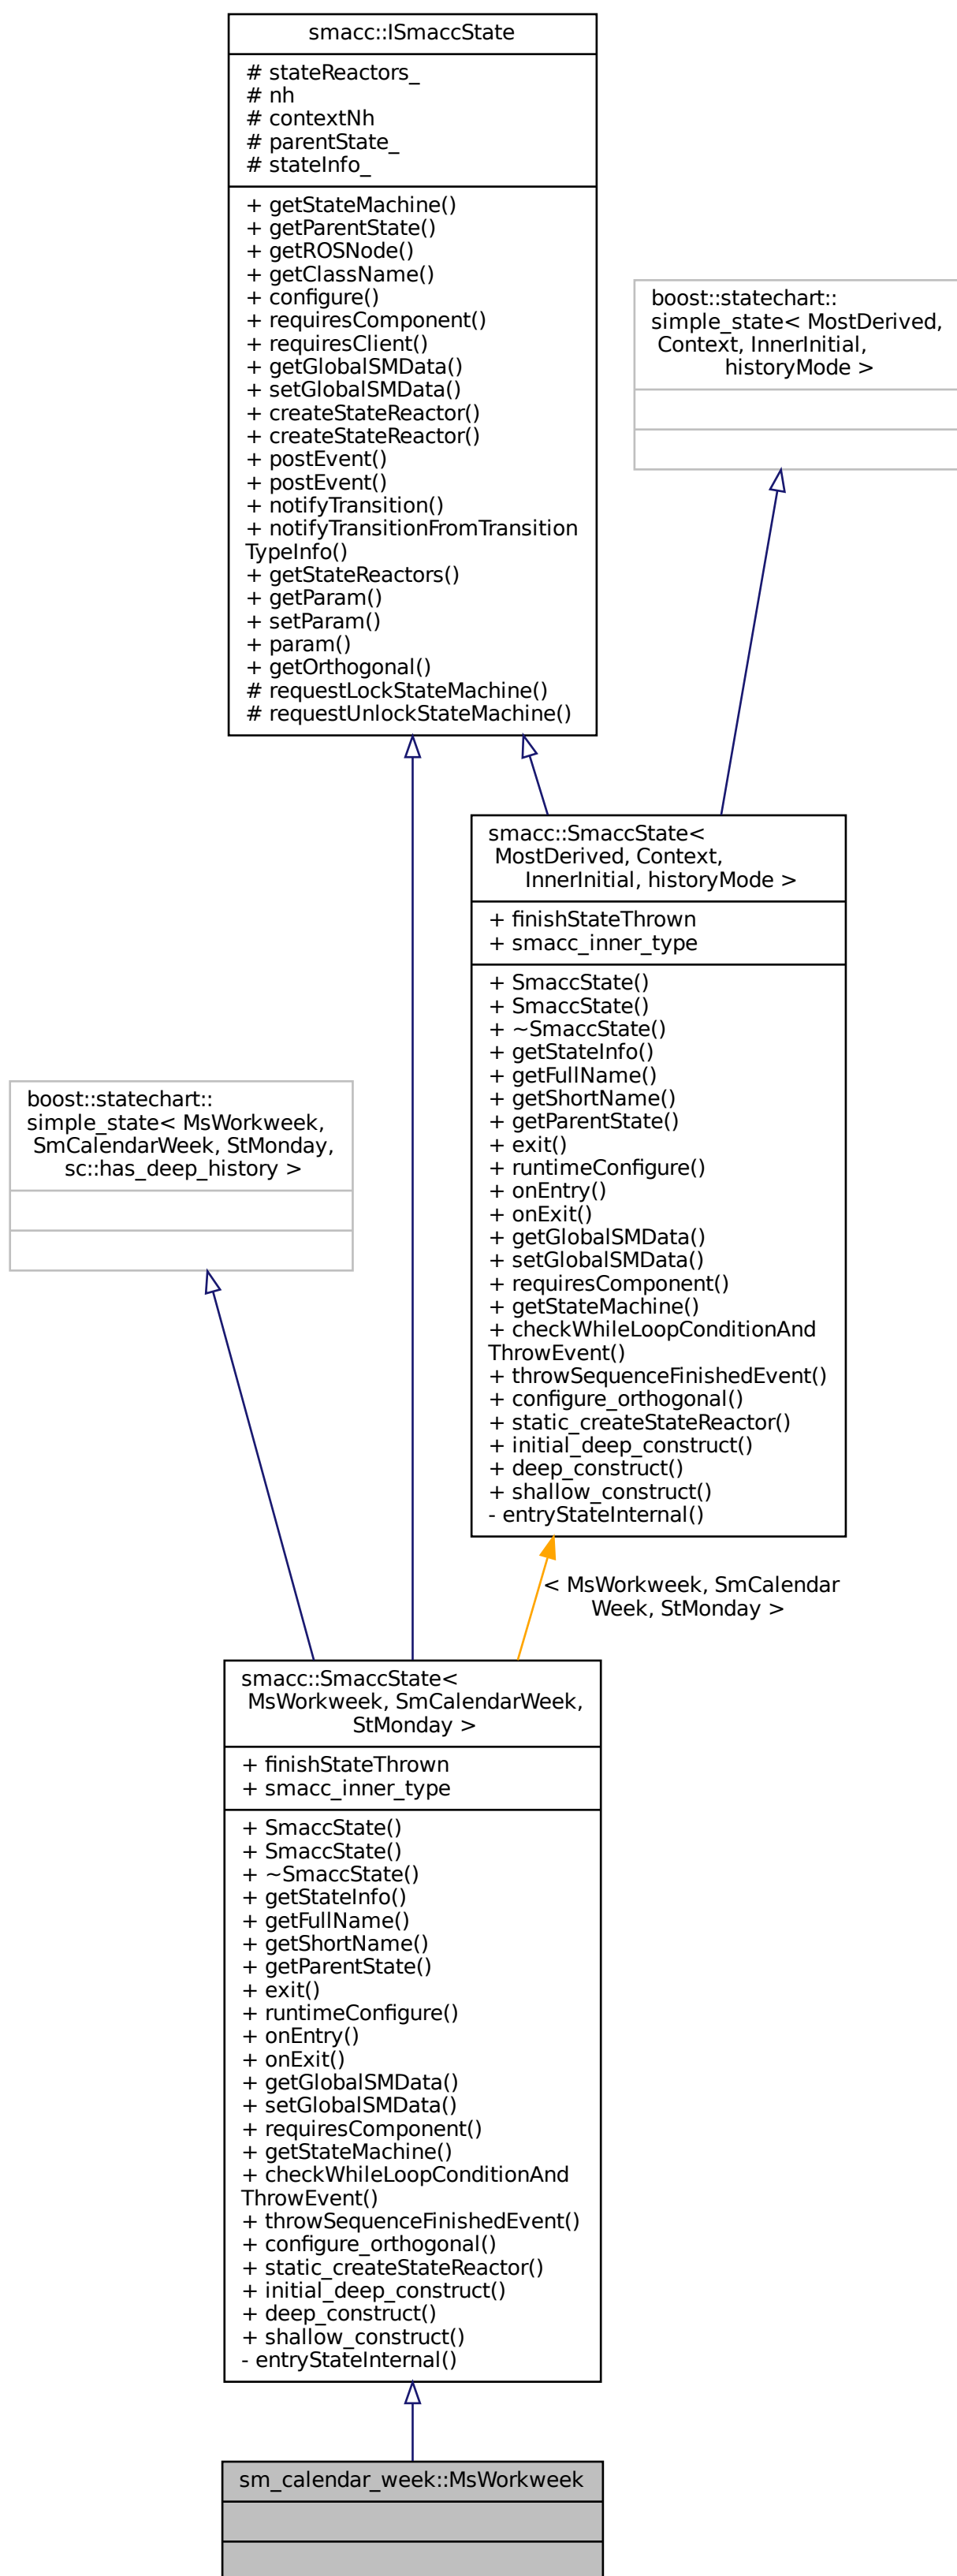 smacc::ISmaccState
# stateReactors_
# nh
# contextNh
# parentState_
# stateInfo_
+ getStateMachine()
+ getParentState()
+ getROSNode()
+ getClassName()
+ configure()
+ requiresComponent()
+ requiresClient()
+ getGlobalSMData()
+ setGlobalSMData()
+ createStateReactor()
+ createStateReactor()
+ postEvent()
+ postEvent()
+ notifyTransition()
+ notifyTransitionFromTransition
TypeInfo()
+ getStateReactors()
+ getParam()
+ setParam()
+ param()
+ getOrthogonal()
# requestLockStateMachine()
# requestUnlockStateMachine()
boost::statechart::
simple_state< MostDerived,
Context, InnerInitial,
historyMode >
smacc::SmaccState<
MostDerived, Context,
InnerInitial, historyMode >
+ finishStateThrown
+ smacc_inner_type
+ SmaccState()
+ SmaccState()
+ ~SmaccState()
+ getStateInfo()
+ getFullName()
+ getShortName()
+ getParentState()
+ exit()
+ runtimeConfigure()
+ onEntry()
+ onExit()
+ getGlobalSMData()
+ setGlobalSMData()
+ requiresComponent()
+ getStateMachine()
+ checkWhileLoopConditionAnd
ThrowEvent()
+ throwSequenceFinishedEvent()
+ configure_orthogonal()
+ static_createStateReactor()
+ initial_deep_construct()
+ deep_construct()
+ shallow_construct()
- entryStateInternal()
boost::statechart::
simple_state< MsWorkweek,
SmCalendarWeek, StMonday,
sc::has_deep_history >
< MsWorkweek, SmCalendar
Week, StMonday >
smacc::SmaccState<
MsWorkweek, SmCalendarWeek,
StMonday >
+ finishStateThrown
+ smacc_inner_type
+ SmaccState()
+ SmaccState()
+ ~SmaccState()
+ getStateInfo()
+ getFullName()
+ getShortName()
+ getParentState()
+ exit()
+ runtimeConfigure()
+ onEntry()
+ onExit()
+ getGlobalSMData()
+ setGlobalSMData()
+ requiresComponent()
+ getStateMachine()
+ checkWhileLoopConditionAnd
ThrowEvent()
+ throwSequenceFinishedEvent()
+ configure_orthogonal()
+ static_createStateReactor()
+ initial_deep_construct()
+ deep_construct()
+ shallow_construct()
- entryStateInternal()
sm_calendar_week::MsWorkweek